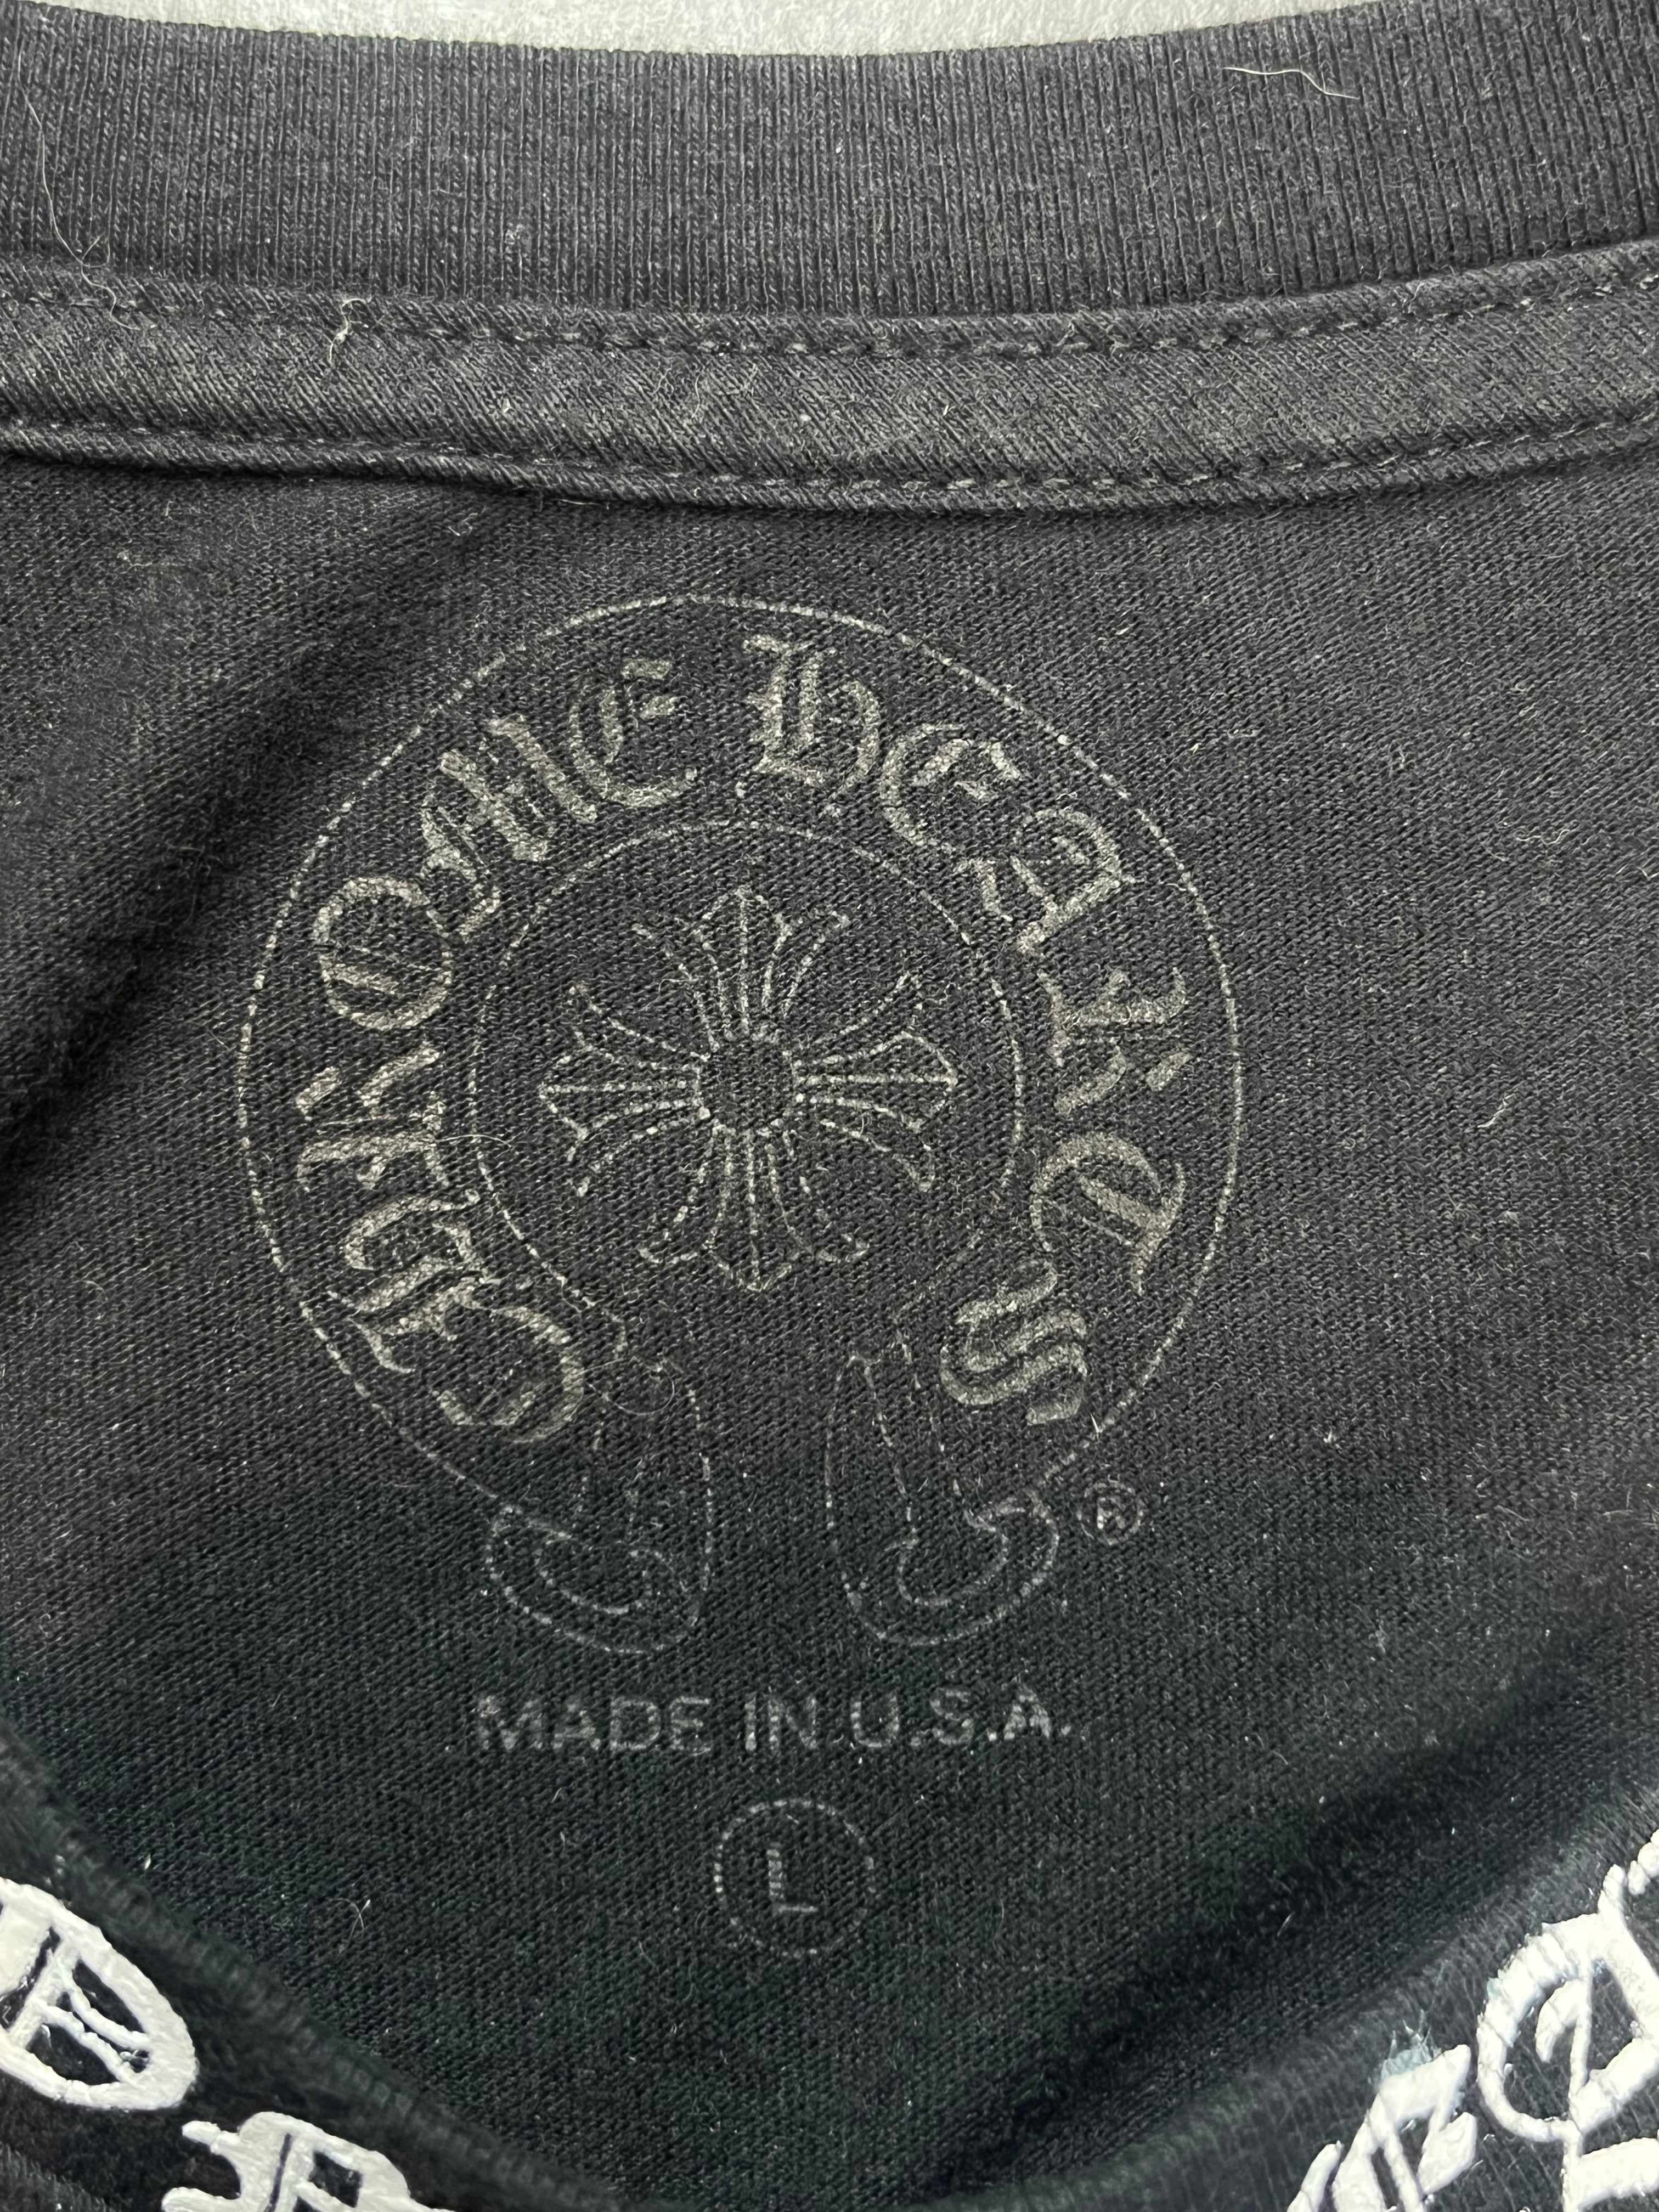 CHROME HEARTS
®
MADE IN U.S.A.
L